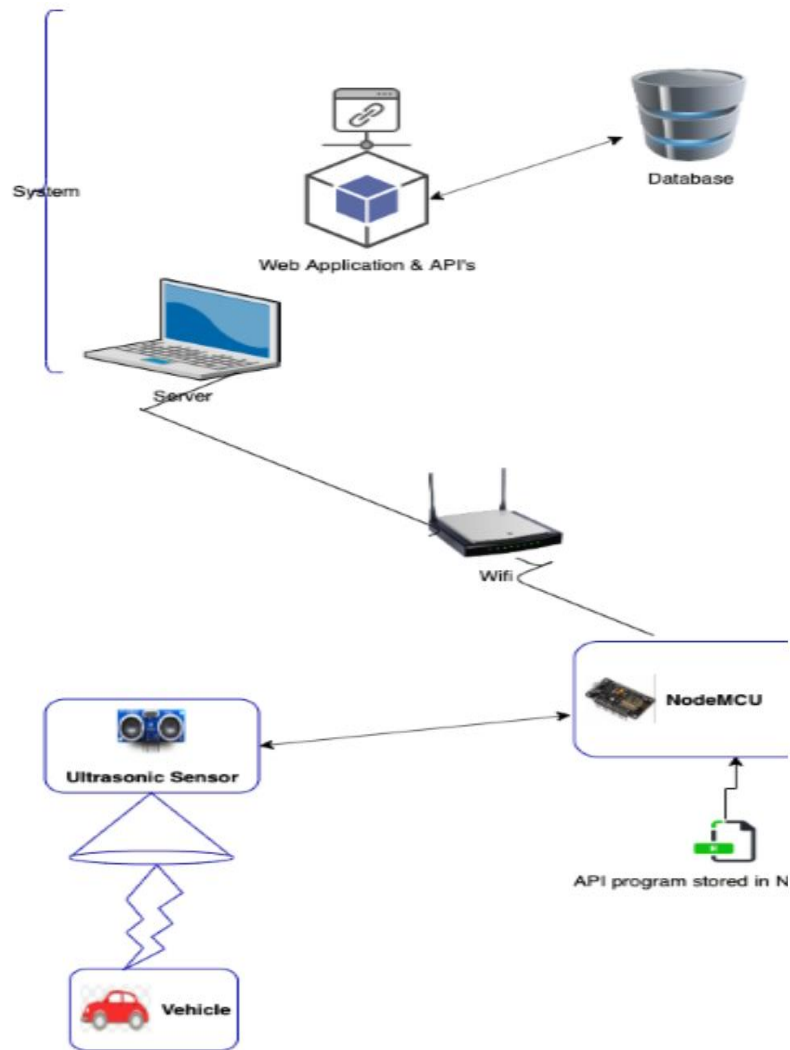 Database
System
Web Application & API's
Server
Wifi
NodeMCU
Ultrasonic Sensor
API program stored in N
Vehicle